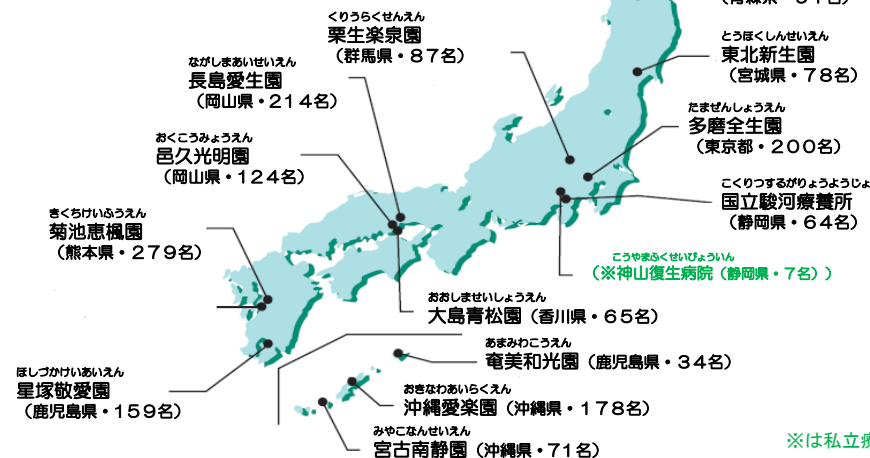 くりうらくせんえん
栗生楽泉園
（群馬県・87名）
ながしまあいせいえん
長島愛生園
（岡山県・214名）
おくこうみょうえん
邑久光明園
（岡山県・124名）
きくちけいふうえん
菊池恵楓園
（熊本県・279名）
ほしづかけいあいえん
星塚敬愛園
（鹿児島県・159名）
とうほくしんせいえん
東北新生園
（宮城県・78名）
たまぜんしょうえん
多磨全生園
（東京都・200名）
こくりつするがりょうようじょ
国立駿河療養所
（静岡県・64名）
こうやまふくせいびょういん
（※神山復生病院（静岡県・7名））
おおしませいしょうえん
大島青松園（香川県・65名）
あまみわこうえん
奄美和光園（鹿児島県・34名）
おきなわあいらくえん
沖縄愛楽園（沖縄県・178名）
みやこなんせいえん
宮古南静園（沖縄県・71名）
※は私立療